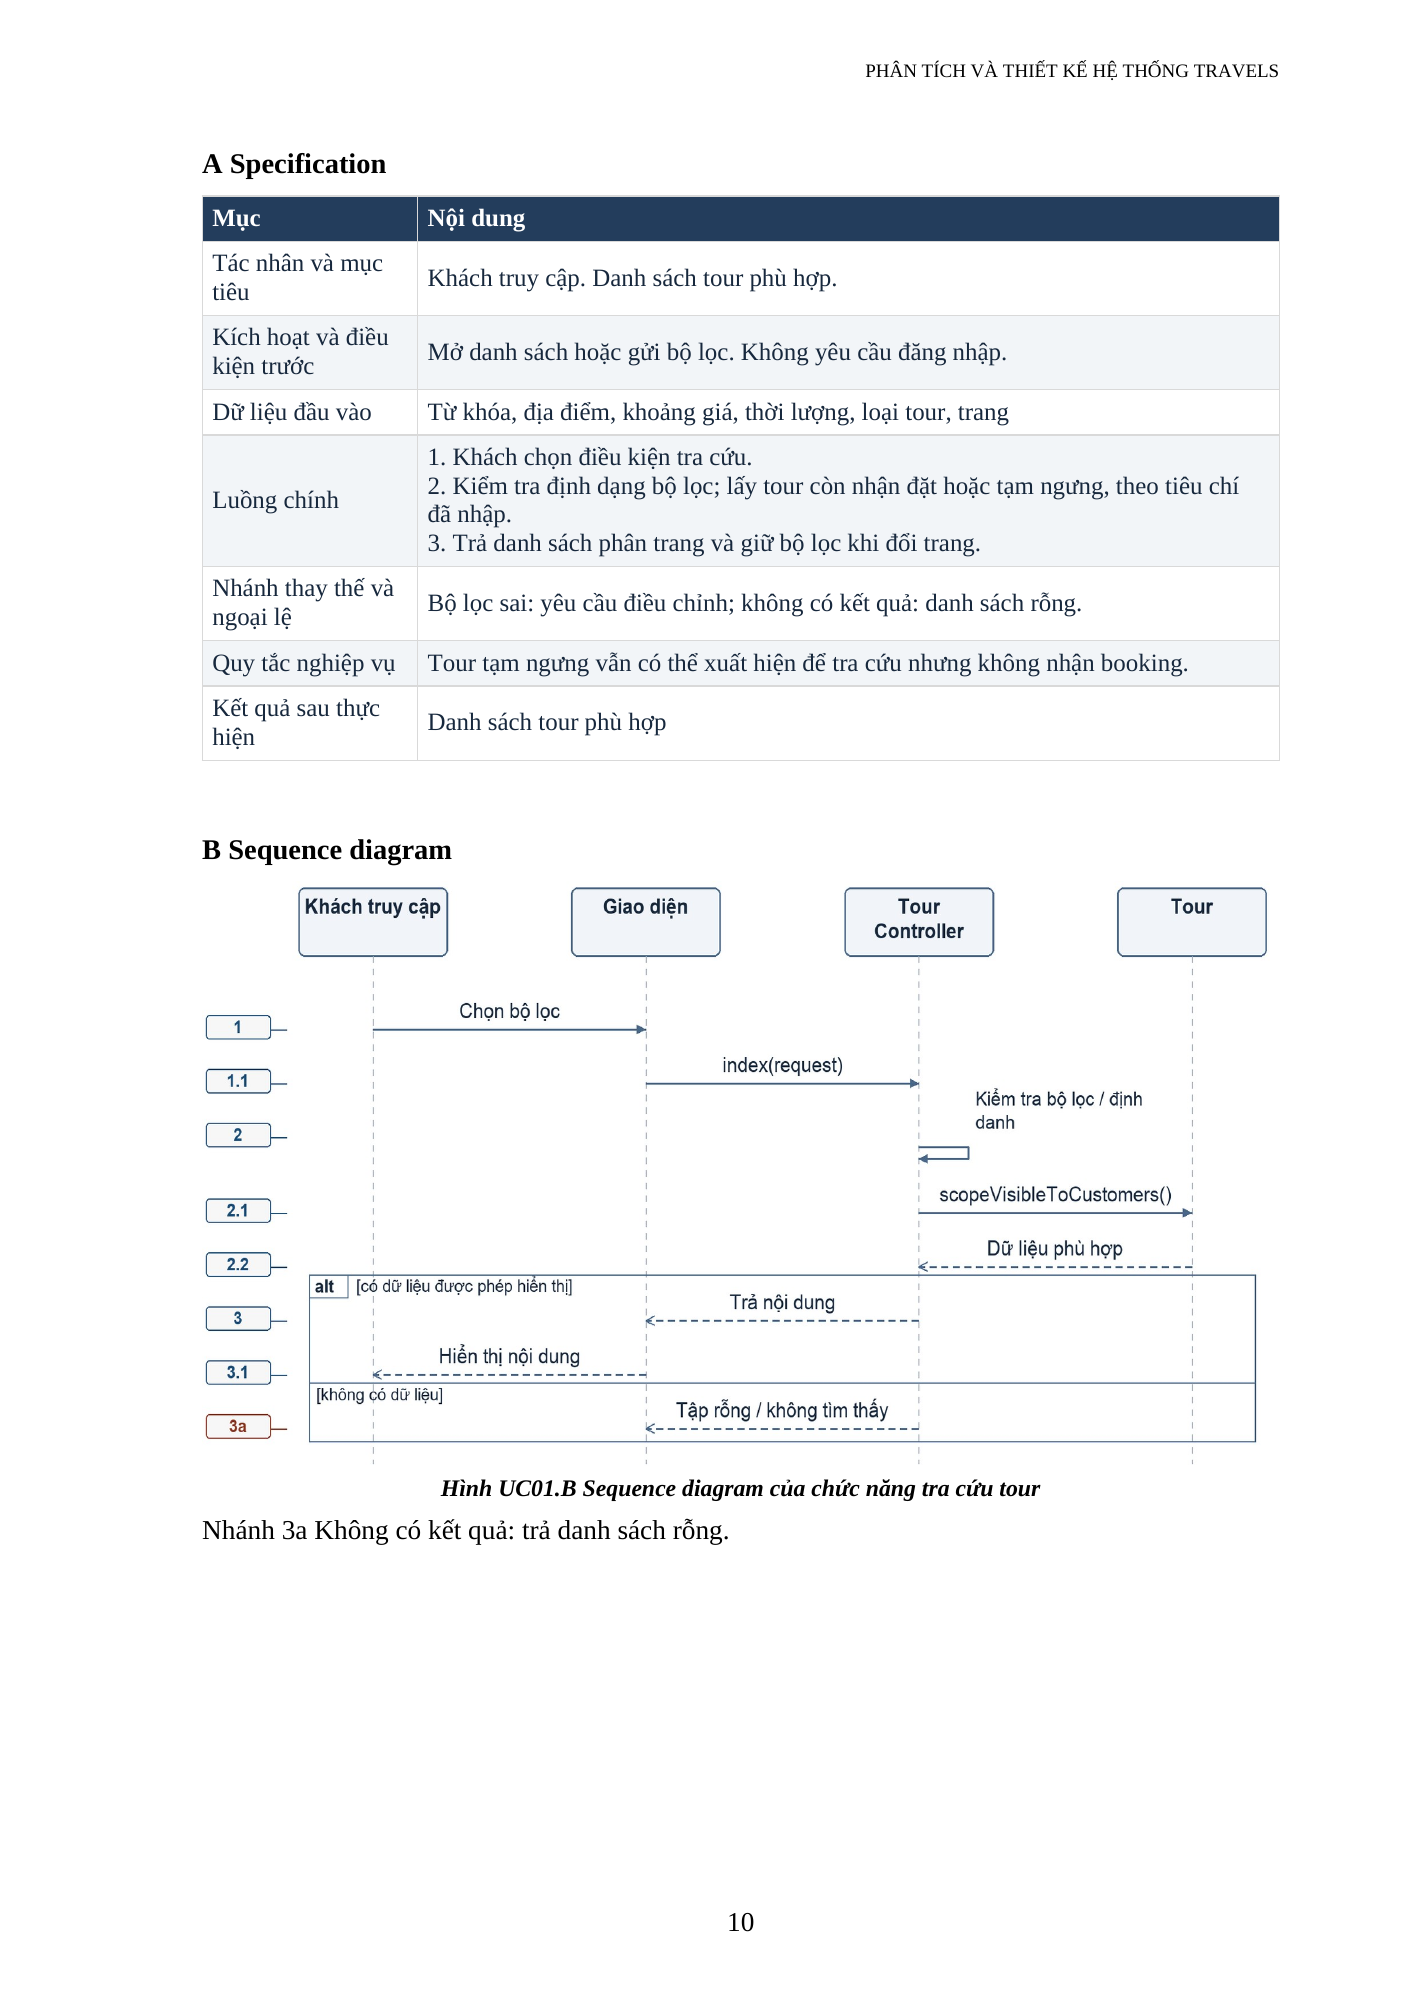 PHÂN TÍCH VÀ THIẾT KẾ HỆ THỐNG TRAVELS
A Specification
Mục
Nội dung
Tác nhân và mục
tiêu
Khách truy cập. Danh sách tour phù hợp.
Kích hoạt và điều
kiện trước
Mở danh sách hoặc gửi bộ lọc. Không yêu cầu đăng nhập.
Dữ liệu đầu vào
Từ khóa, địa điểm, khoảng giá, thời lượng, loại tour, trang
Luồng chính
1. Khách chọn điều kiện tra cứu.
2. Kiểm tra định dạng bộ lọc; lấy tour còn nhận đặt hoặc tạm ngưng, theo tiêu chí
đã nhập.
3. Trả danh sách phân trang và giữ bộ lọc khi đổi trang.
Nhánh thay thế và
ngoại lệ
Bộ lọc sai: yêu cầu điều chỉnh; không có kết quả: danh sách rỗng.
Quy tắc nghiệp vụ
Tour tạm ngưng vẫn có thể xuất hiện để tra cứu nhưng không nhận booking.
Kết quả sau thực
hiện
Danh sách tour phù hợp
B Sequence diagram
Khách truy cập
Giao diện
Tour
Controller
Tour
1
Chọn bộ lọc
1.1
index(request)
2
Kiểm tra bộ lọc / định
danh
2.1
scopeVisibleToCustomers()
2.2
Dữ liệu phù hợp
alt
[có dữ liệu được phép hiển thị]
3
Trả nội dung
3.1
Hiển thị nội dung
[không có dữ liệu]
3a
Tập rỗng / không tìm thấy
Hình UC01.B Sequence diagram của chức năng tra cứu tour
Nhánh 3a Không có kết quả: trả danh sách rỗng.
10